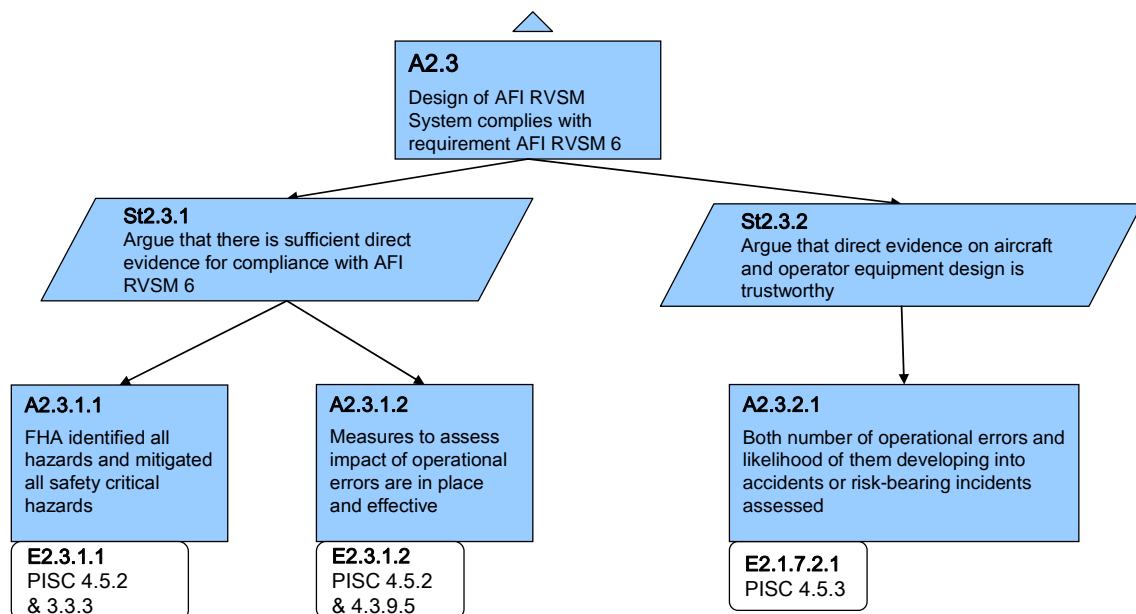 A2.3
Design of AFI RVSM
System complies with
requirement AFI RVSM 6
St2.3.1
Argue that there is sufficient direct
evidence for compliance with AFI
RVSM 6
St2.3.2
Argue that direct evidence on aircraft
and operator equipment design is
trustworthy
A2.3.1.1
FHA identified all
hazards and mitigated
all safety critical
hazards
E2.3.1.1
PISC 4.5.2
& 3.3.3
A2.3.1.2
Measures to assess
impact of operational
errors are in place
and effective
E2.3.1.2
PISC 4.5.2
& 4.3.9.5
A2.3.2.1
Both number of operational errors and
likelihood of them developing into
accidents or risk-bearing incidents
assessed
E2.1.7.2.1
PISC 4.5.3